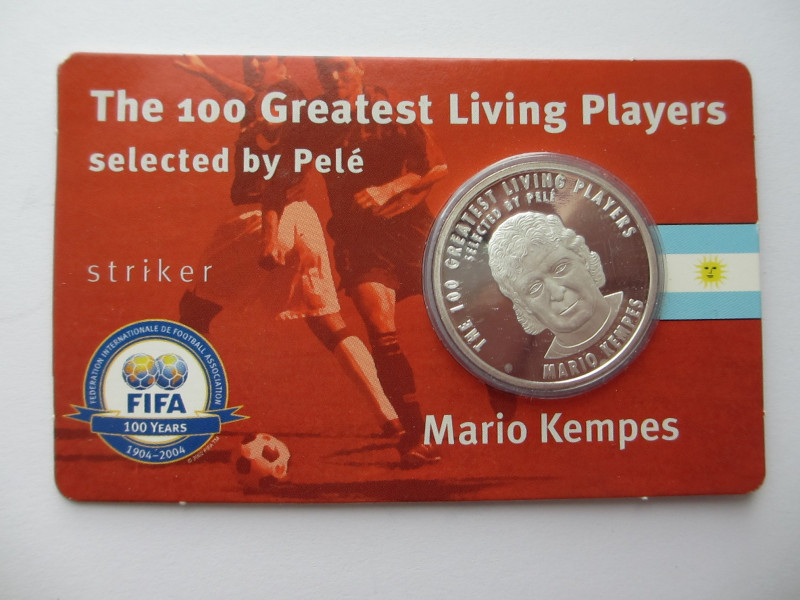 The 100 Greatest Living Players
selected by Pelé
striker
THE 100 GREATEST LIVING PLAYERS
SELECTED BY PELÉ
MARIO KEMPES
FEDERATION INTERNATIONALE DE FOOTBALL ASSOCIATION
FIFA
100 YEARS
1904–2004
Mario Kempes